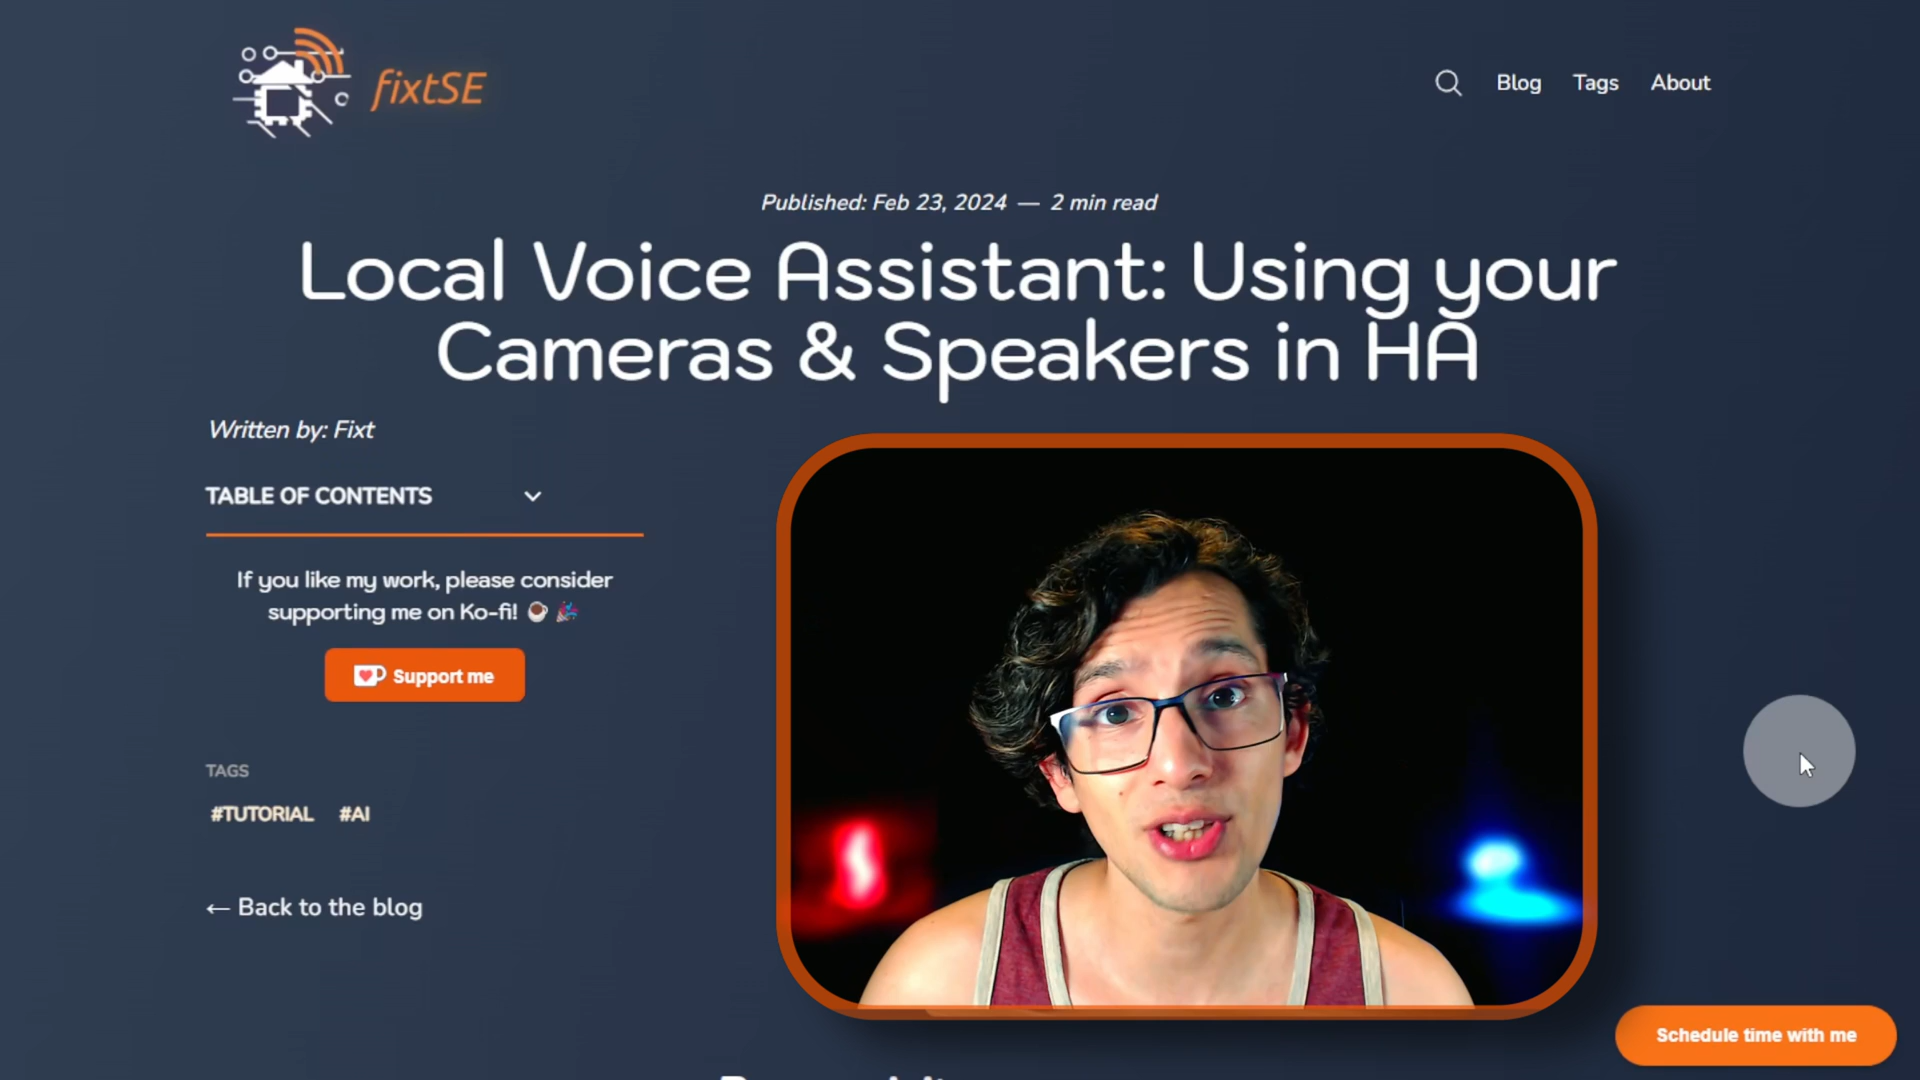 fixtSE
Blog
Tags
About
Published: Feb 23, 2024 — 2 min read
Local Voice Assistant: Using your
Cameras & Speakers in HA
Written by: Fixt
TABLE OF CONTENTS
If you like my work, please consider
supporting me on Ko-fi! ☕ 🎉
Support me
TAGS
#TUTORIAL #AI
← Back to the blog
Schedule time with me